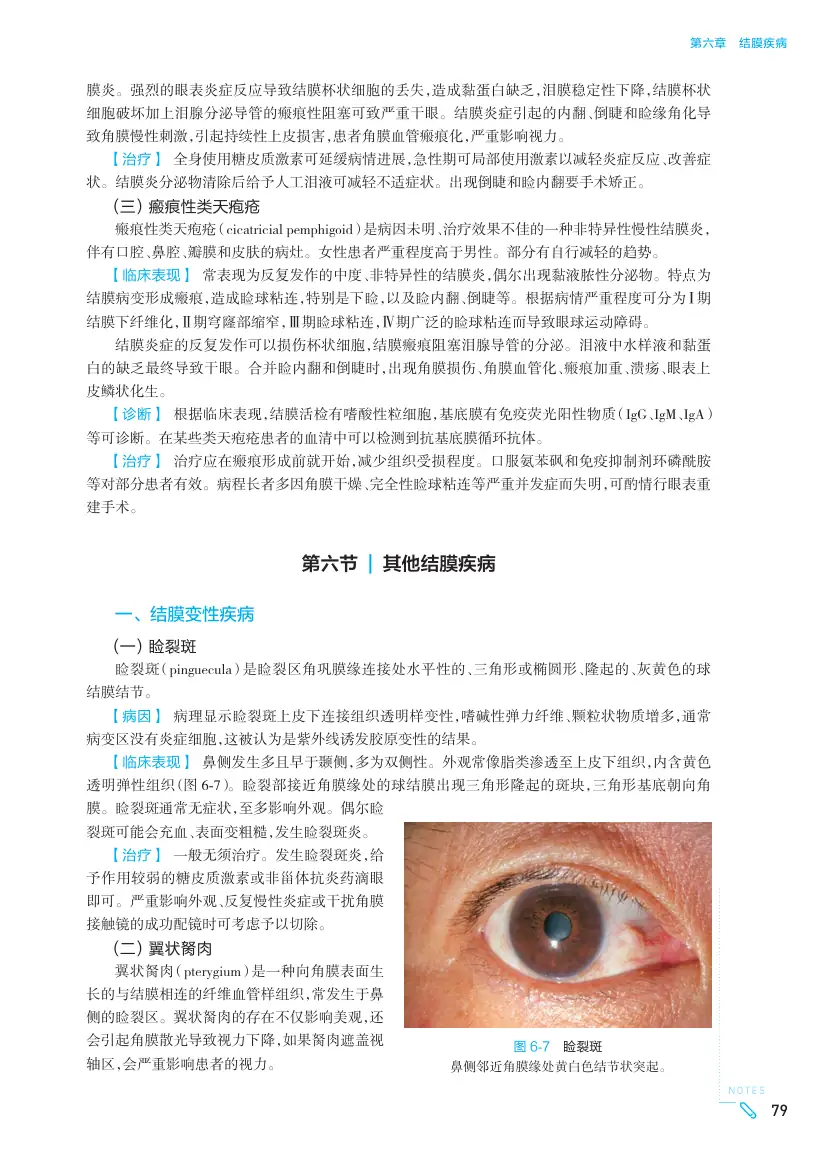 第六章 结膜疾病
膜炎。强烈的眼表炎症反应导致结膜杯状细胞的丢失,造成黏蛋白缺乏,泪膜稳定性下降,结膜杯状
细胞破坏加上泪腺分泌导管的瘢痕性阻塞可致严重干眼。结膜炎症引起的内翻、倒睫和睑缘角化导
致角膜慢性刺激,引起持续性上皮损害,患者角膜血管瘢痕化,严重影响视力。
【治疗】 全身使用糖皮质激素可延缓病情进展,急性期可局部使用激素以减轻炎症反应、改善症
状。结膜炎分泌物清除后给予人工泪液可减轻不适症状。出现倒睫和睑内翻要手术矫正。
(三)瘢痕性类天疱疮
瘢痕性类天疱疮(cicatricial pemphigoid)是病因未明、治疗效果不佳的一种非特异性慢性结膜炎,
伴有口腔、鼻腔、瓣膜和皮肤的病灶。女性患者严重程度高于男性。部分有自行减轻的趋势。
【临床表现】 常表现为反复发作的中度、非特异性的结膜炎,偶尔出现黏液脓性分泌物。特点为
结膜病变形成瘢痕,造成睑球粘连,特别是下睑,以及睑内翻、倒睫等。根据病情严重程度可分为Ⅰ期
结膜下纤维化,Ⅱ期穹窿部缩窄,Ⅲ期睑球粘连,Ⅳ期广泛的睑球粘连而导致眼球运动障碍。
结膜炎症的反复发作可以损伤杯状细胞,结膜瘢痕阻塞泪腺导管的分泌。泪液中水样液和黏蛋
白的缺乏最终导致干眼。合并睑内翻和倒睫时,出现角膜损伤、角膜血管化、瘢痕加重、溃疡、眼表上
皮鳞状化生。
【诊断】 根据临床表现,结膜活检有嗜酸性粒细胞,基底膜有免疫荧光阳性物质(IgG、IgM、IgA)
等可诊断。在某些类天疱疮患者的血清中可以检测到抗基底膜循环抗体。
【治疗】 治疗应在瘢痕形成前就开始,减少组织受损程度。口服氨苯砜和免疫抑制剂环磷酰胺
等对部分患者有效。病程长者多因角膜干燥、完全性睑球粘连等严重并发症而失明,可酌情行眼表重
建手术。
第六节 | 其他结膜疾病
一、结膜变性疾病
(一)睑裂斑
睑裂斑(pinguecula)是睑裂区角巩膜缘连接处水平性的、三角形或椭圆形、隆起的、灰黄色的球
结膜结节。
【病因】 病理显示睑裂斑上皮下连接组织透明样变性,嗜碱性弹力纤维、颗粒状物质增多,通常
病变区没有炎症细胞,这被认为是紫外线诱发胶原变性的结果。
【临床表现】 鼻侧发生多且早于颞侧,多为双侧性。外观常像脂类渗透至上皮下组织,内含黄色
透明弹性组织(图 6-7)。睑裂部接近角膜缘处的球结膜出现三角形隆起的斑块,三角形基底朝向角
膜。睑裂斑通常无症状,至多影响外观。偶尔睑
裂斑可能会充血、表面变粗糙,发生睑裂斑炎。
【治疗】 一般无须治疗。发生睑裂斑炎,给
予作用较弱的糖皮质激素或非甾体抗炎药滴眼
即可。严重影响外观、反复慢性炎症或干扰角膜
接触镜的成功配镜时可考虑予以切除。
(二)翼状胬肉
翼状胬肉(pterygium)是一种向角膜表面生
长的与结膜相连的纤维血管样组织,常发生于鼻
侧的睑裂区。翼状胬肉的存在不仅影响美观,还
会引起角膜散光导致视力下降,如果胬肉遮盖视
轴区,会严重影响患者的视力。
图 6-7 睑裂斑
鼻侧邻近角膜缘处黄白色结节状突起。
NOTES
79